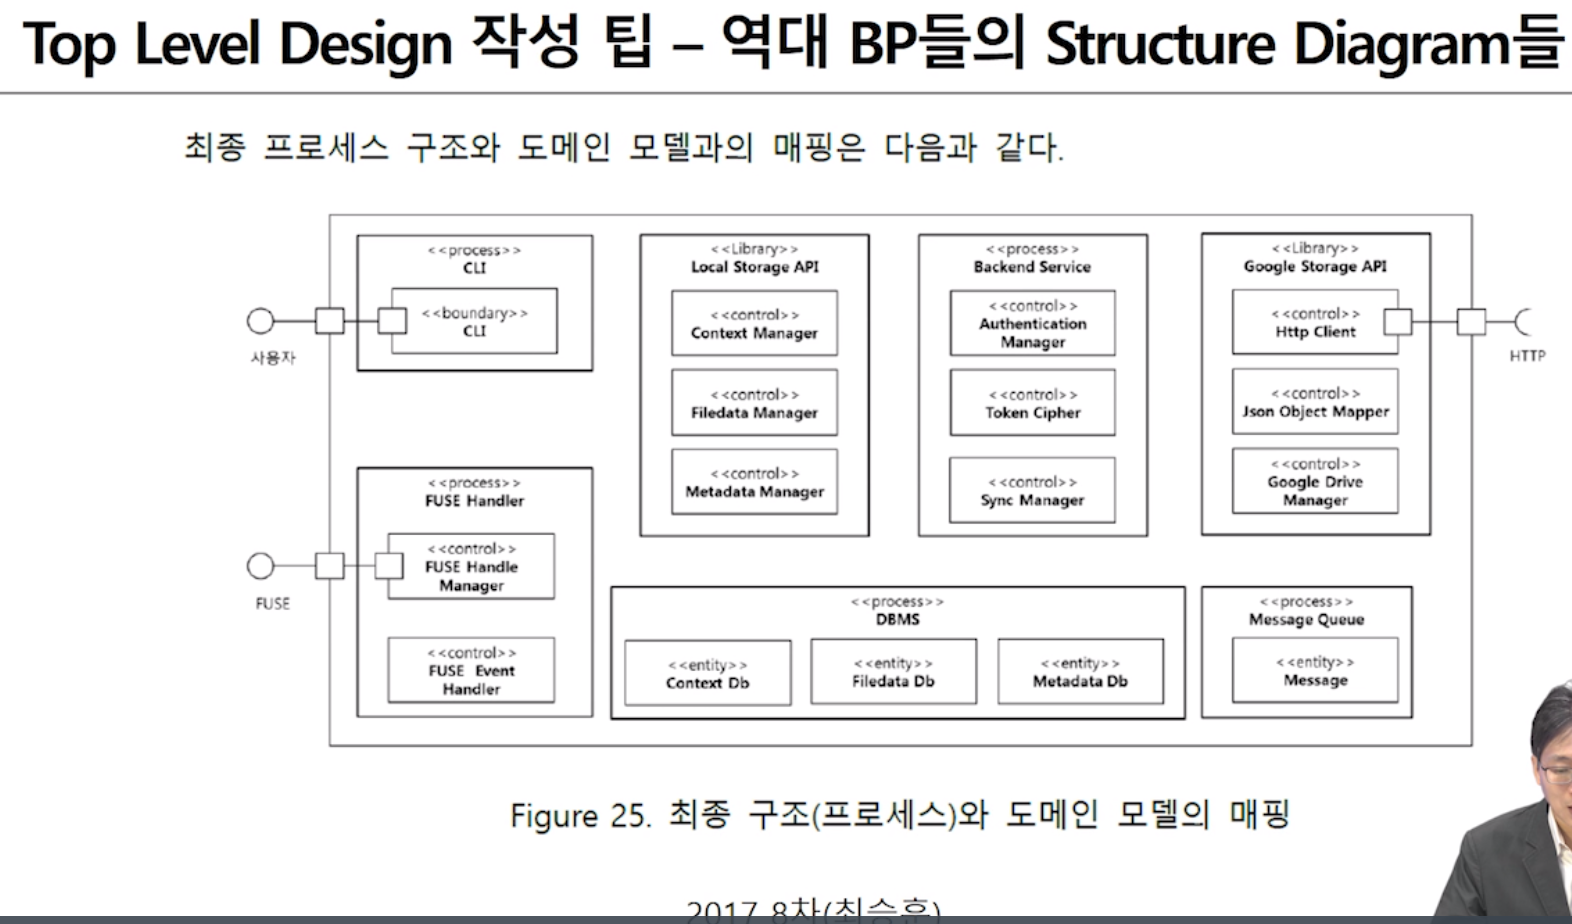 Top Level Design 작성 팁 – 역대 BP들의 Structure Diagram들
최종 프로세스 구조와 도메인 모델과의 매핑은 다음과 같다.
<<process>>
CLI
<<boundary>>
CLI
사용자
<<process>>
FUSE Handler
<<control>>
FUSE Handle
Manager
<<control>>
FUSE Event
Handler
FUSE
<<Library>>
Local Storage API
<<control>>
Context Manager
<<control>>
Filedata Manager
<<control>>
Metadata Manager
<<process>>
Backend Service
<<control>>
Authentication
Manager
<<control>>
Token Cipher
<<control>>
Sync Manager
<<Library>>
Google Storage API
<<control>>
Http Client
<<control>>
Json Object Mapper
<<control>>
Google Drive
Manager
HTTP
<<process>>
DBMS
<<entity>>
Context Db
<<entity>>
Filedata Db
<<entity>>
Metadata Db
<<process>>
Message Queue
<<entity>>
Message
Figure 25. 최종 구조(프로세스)와 도메인 모델의 매핑
2017 8차(최승훈)